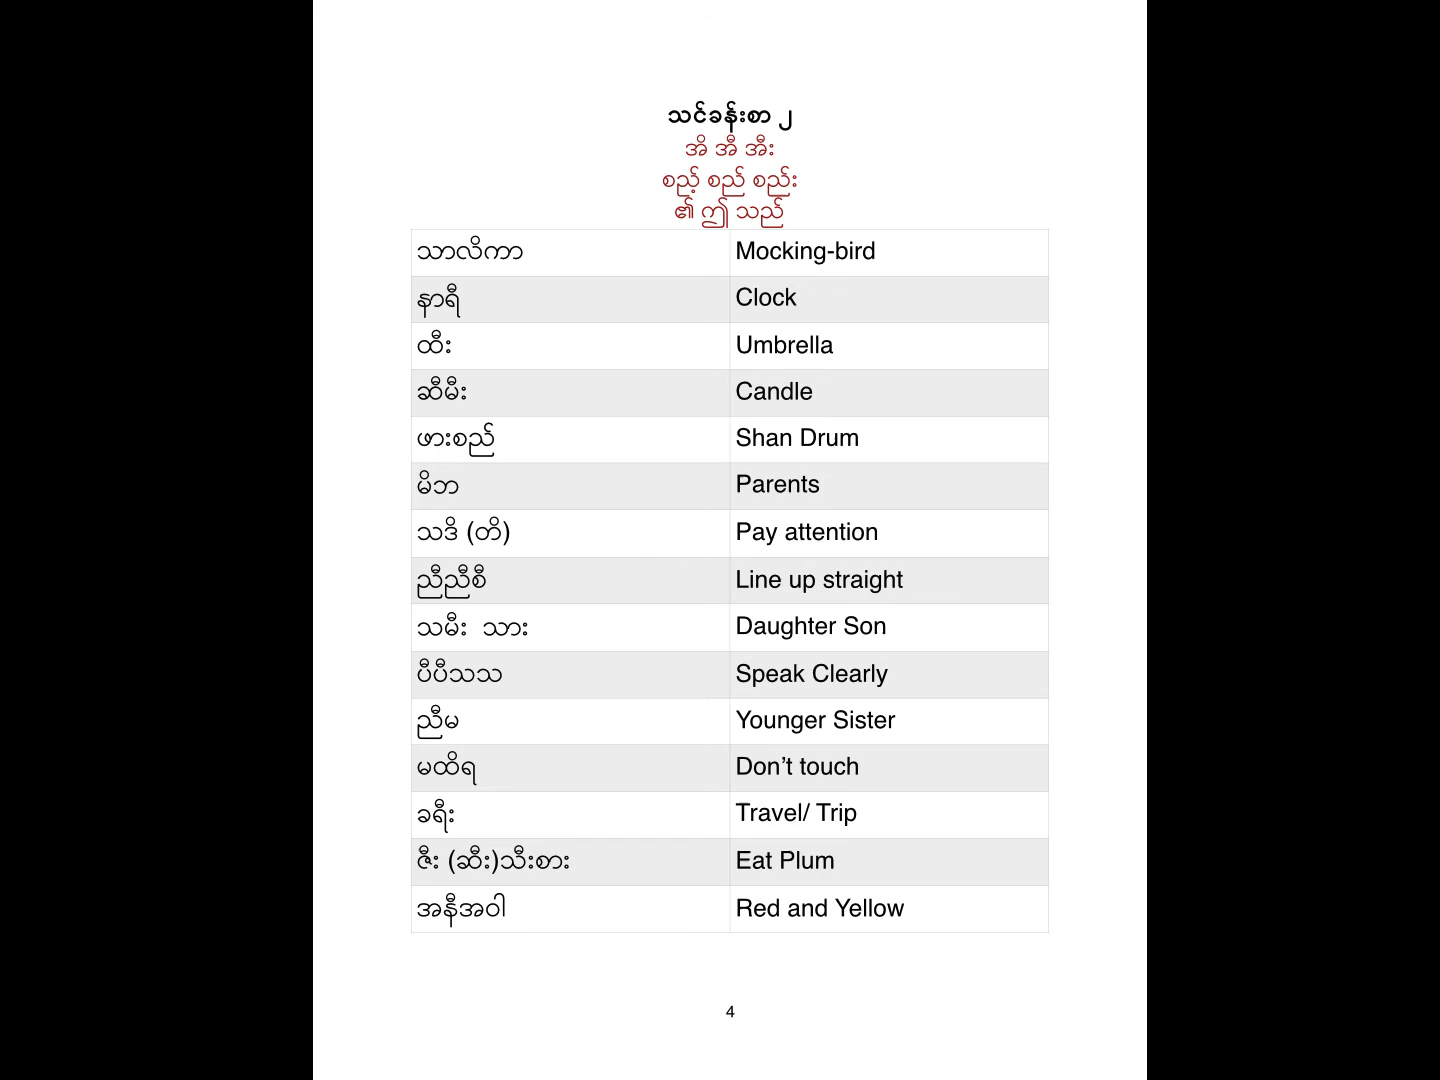 သင်ခန်းစာ ၂
အိ အီ အီး
စည့် စည် စည်း
၏ ဤ သည်
သာလိကာ Mocking-bird
နာရီ Clock
ထီး Umbrella
ဆီမီး Candle
ဖားစည် Shan Drum
မိဘ Parents
သဒိ (တိ) Pay attention
ညီညီစီ Line up straight
သမီး သား Daughter Son
ပီပီသသ Speak Clearly
ညီမ Younger Sister
မထိရ Don’t touch
ခရီး Travel/ Trip
ဇီး (ဆီး)သီးစား Eat Plum
အနီအဝါ Red and Yellow
4